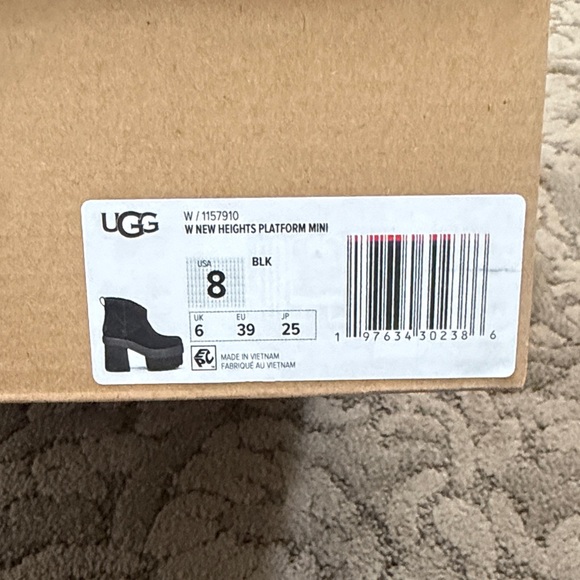 UGG
W / 1157910
W NEW HEIGHTS PLATFORM MINI
USA
8
BLK
UK EU JP
6 39 25
MADE IN VIETNAM
FABRIQUÉ AU VIETNAM
1 97634 30238 6